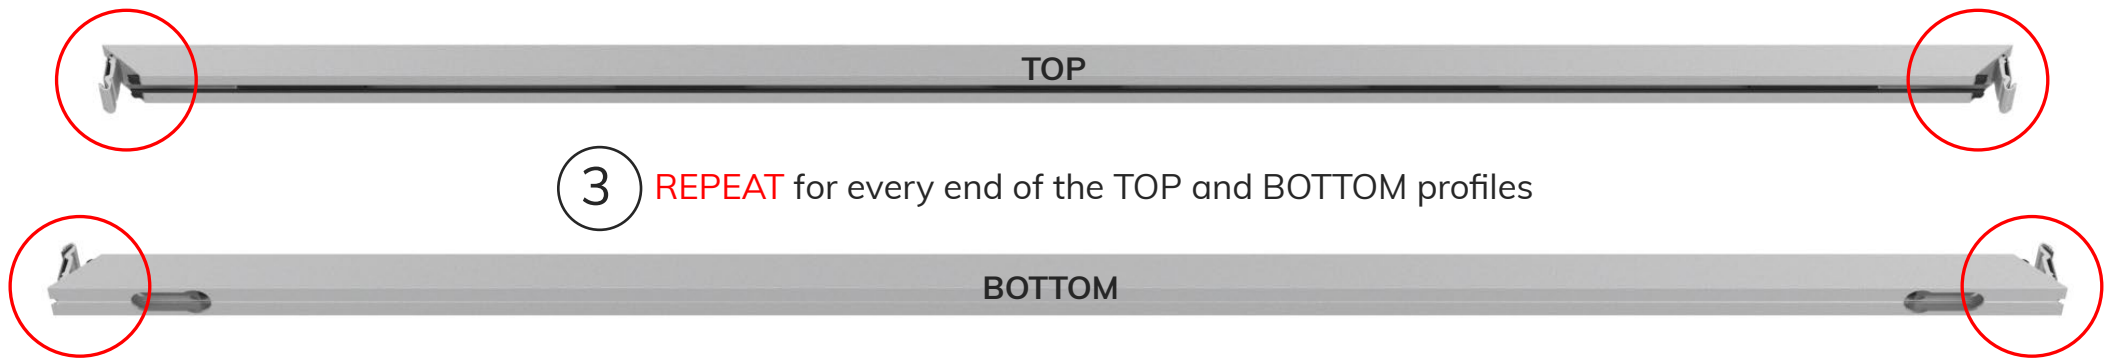 TOP
3 REPEAT for every end of the TOP and BOTTOM profiles
BOTTOM